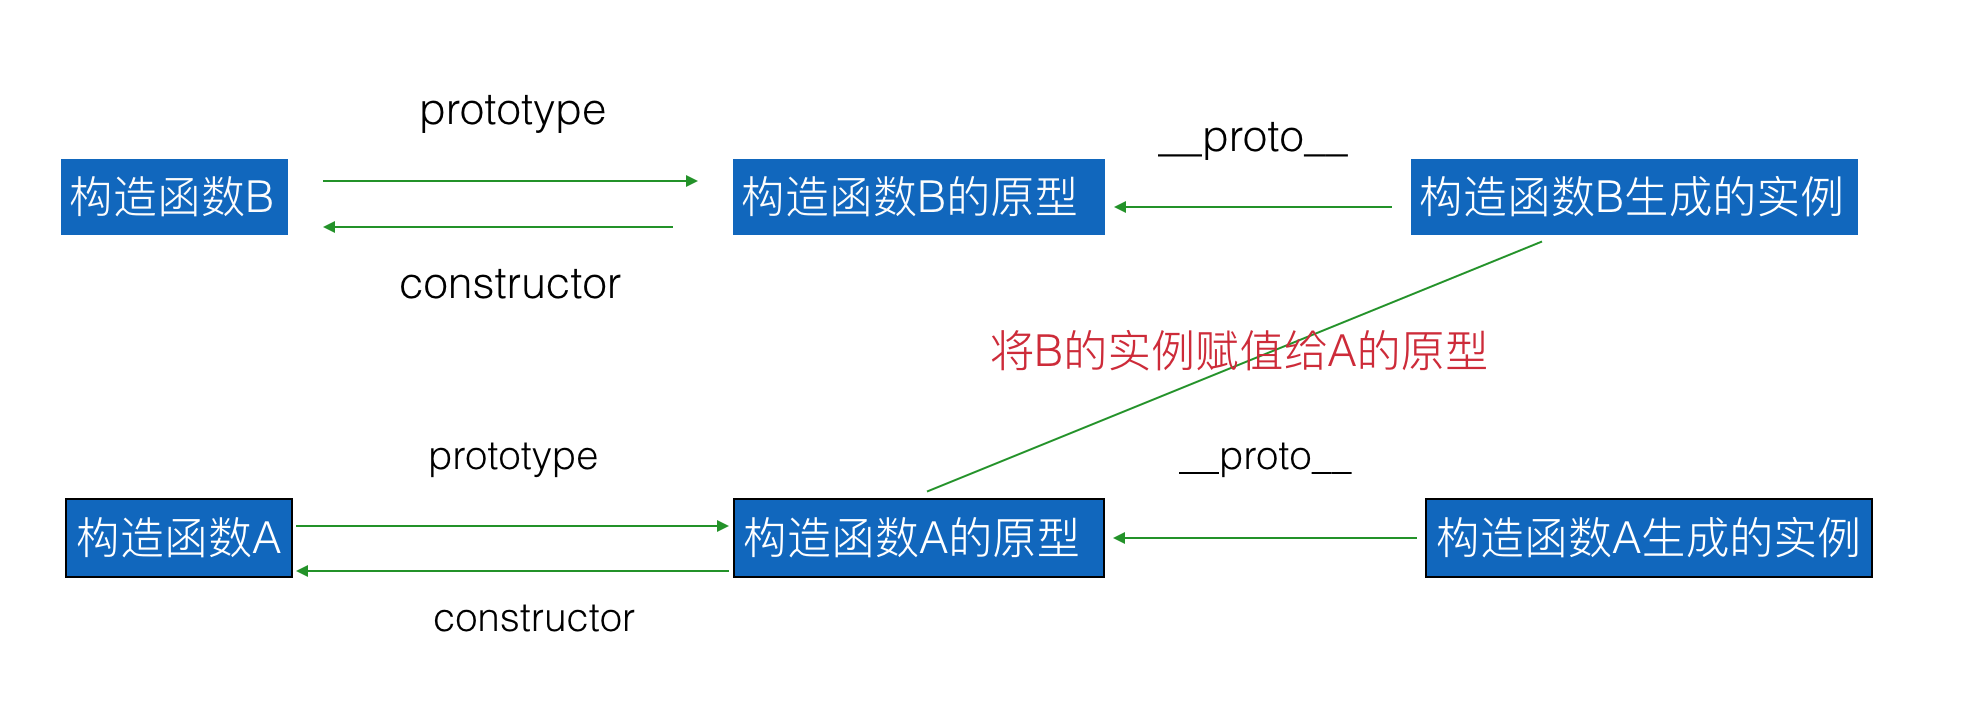 prototype
__proto__
构造函数B
构造函数B的原型
构造函数B生成的实例
constructor
将B的实例赋值给A的原型
prototype
__proto__
构造函数A
构造函数A的原型
构造函数A生成的实例
constructor